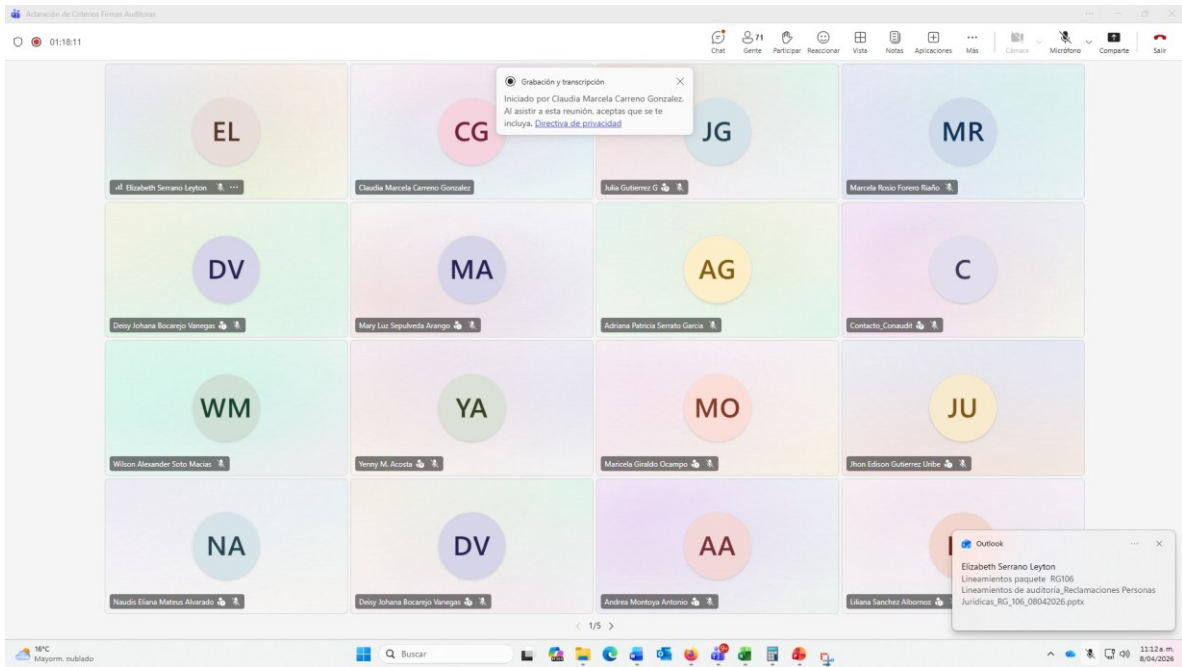 Aclaración de Criterios Firmas Auditoras
01:18:11
Chat
71
Gente
Participar
Reaccionar
Vista
Notas
Aplicaciones
Más
Cámara
Micrófono
Comparte
Salir
Grabación y transcripción
Iniciado por Claudia Marcela Carreno Gonzalez.
Al asistir a esta reunión, aceptas que se te
incluya. Directiva de privacidad
EL
CG
JG
MR
Elizabeth Serrano Leyton
Claudia Marcela Carreno Gonzalez
Julia Gutierrez G
Marcela Rosio Forero Riaño
DV
MA
AG
C
Deisy Johana Bocarejo Vanegas
Mary Luz Sepulveda Arango
Adriana Patricia Serrato Garcia
Contacto_Conaudit
WM
YA
MO
JU
Wilson Alexander Soto Macias
Yenny M. Acosta
Maricela Giraldo Ocampo
Jhon Edison Gutierrez Uribe
NA
DV
AA
Naudis Eliana Mateus Alvarado
Deisy Johana Bocarejo Vanegas
Andrea Montoya Antonio
Liliana Sanchez Albornoz
Outlook
Elizabeth Serrano Leyton
Lineamientos paquete RG106
Lineamientos de auditoría_Reclamaciones Personas
Juridicas_RG_106_08042026.pptx
1/5
16°C
Mayorm. nublado
Buscar
11:12 a.m.
8/04/2026